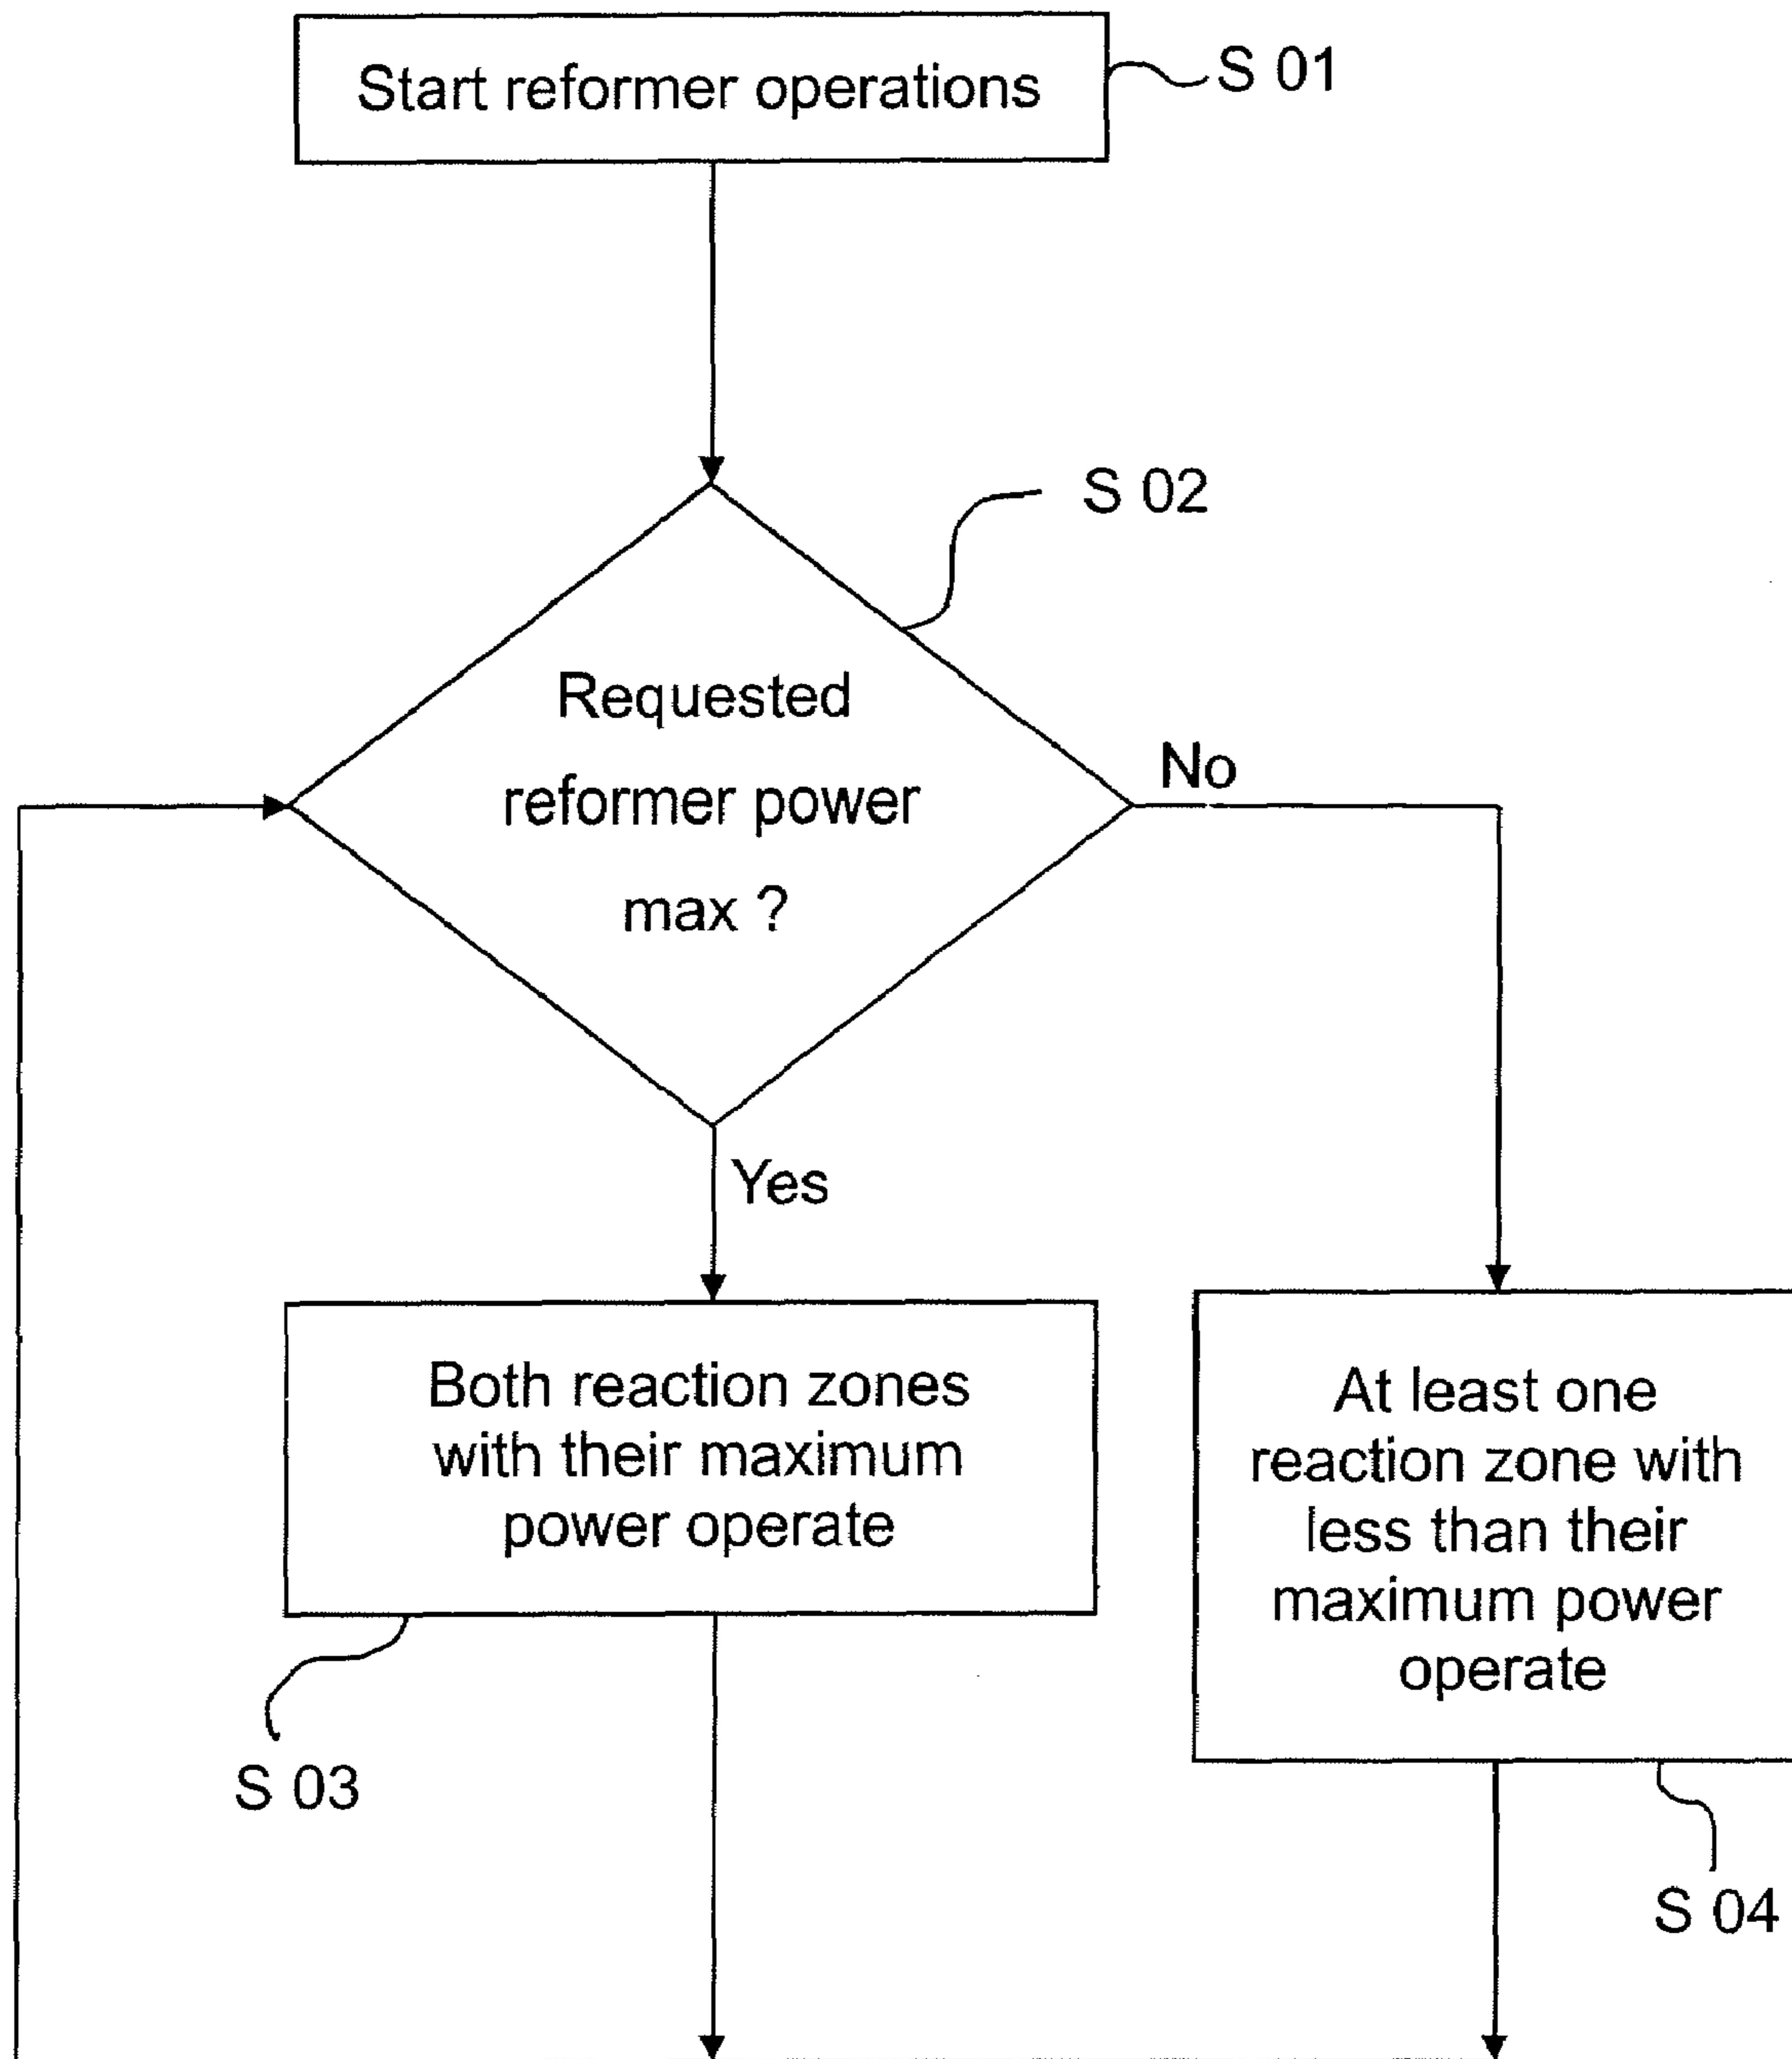 Start reformer operations
S 01
S 02
Requested
reformer power
max ?
No
Yes
Both reaction zones
with their maximum
power operate
At least one
reaction zone with
less than their
maximum power
operate
S 03
S 04